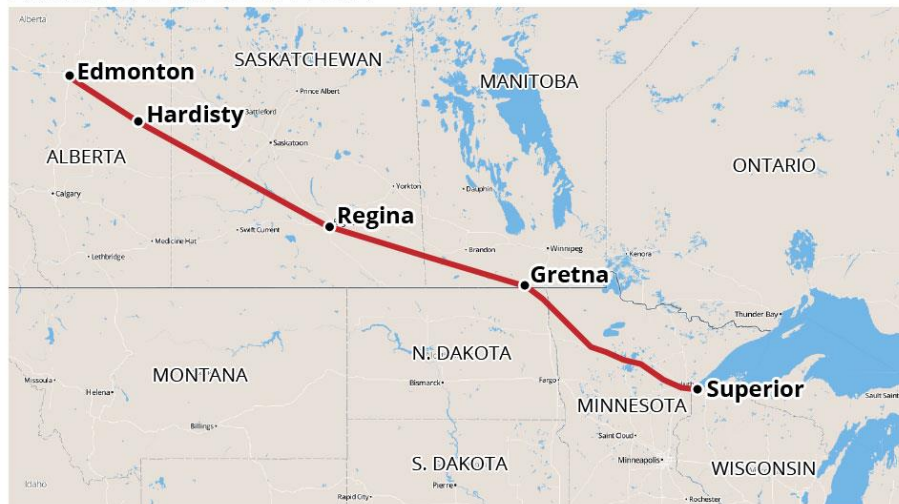 Alberta
SASKATCHEWAN
Edmonton
MANITOBA
Prince Albert
Hardisty
Battleford
Saskatoon
ALBERTA
ONTARIO
Calgary
Yorkton
Dauphin
Regina
Swift Current
Medicine Hat
Brandon
Winnipeg
Kenora
Lethbridge
Gretna
Thunder Bay
N. DAKOTA
MONTANA
Missoula
Helena
Bismarck
Fargo
Superior
MINNESOTA
Sault Saint
Billings
Saint Cloud
Minneapolis
S. DAKOTA
WISCONSIN
Idaho
Pierre
Rapid City
Rochester